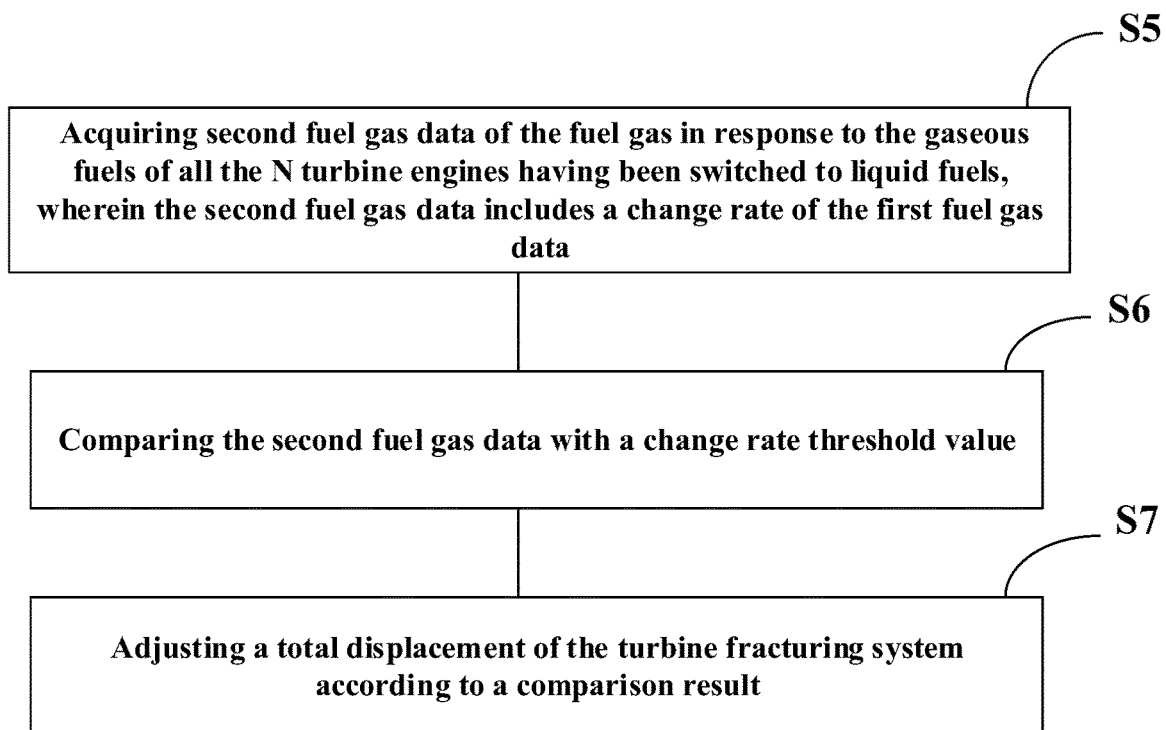 S5
Acquiring second fuel gas data of the fuel gas in response to the gaseous
fuels of all the N turbine engines having been switched to liquid fuels,
wherein the second fuel gas data includes a change rate of the first fuel gas
data
S6
Comparing the second fuel gas data with a change rate threshold value
S7
Adjusting a total displacement of the turbine fracturing system
according to a comparison result